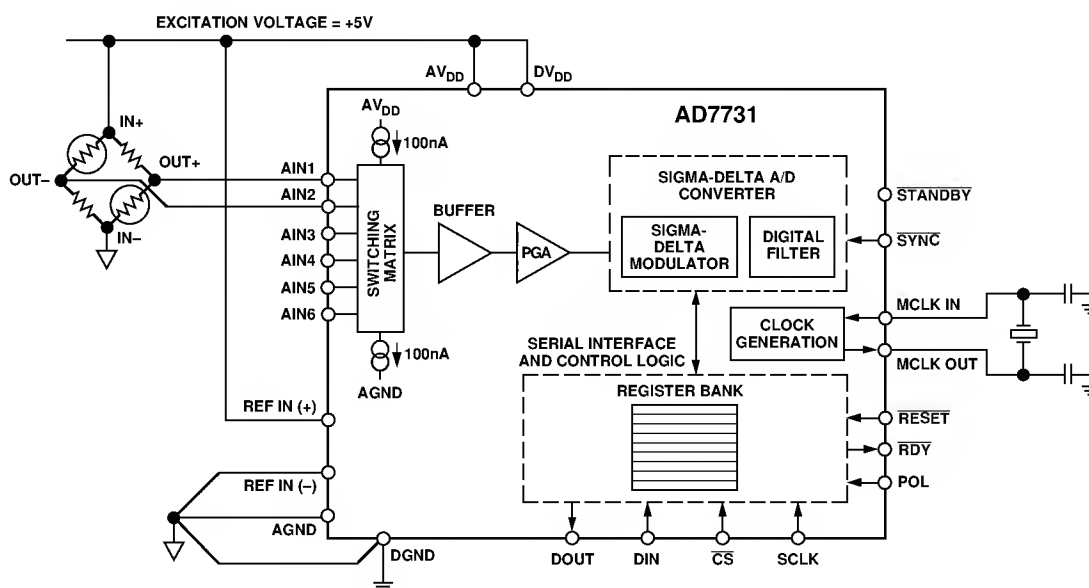 EXCITATION VOLTAGE = +5V
AVDD
DVDD
AD7731
IN+
OUT+
OUT–
IN–
AVDD
100nA
AIN1
AIN2
AIN3
AIN4
AIN5
AIN6
SWITCHING
MATRIX
BUFFER
PGA
SIGMA-DELTA A/D
CONVERTER
SIGMA-
DELTA
MODULATOR
DIGITAL
FILTER
STANDBY
SYNC
MCLK IN
CLOCK
GENERATION
MCLK OUT
100nA
AGND
SERIAL INTERFACE
AND CONTROL LOGIC
REGISTER BANK
REF IN (+)
RESET
RDY
POL
REF IN (–)
AGND
DGND
DOUT
DIN
CS
SCLK